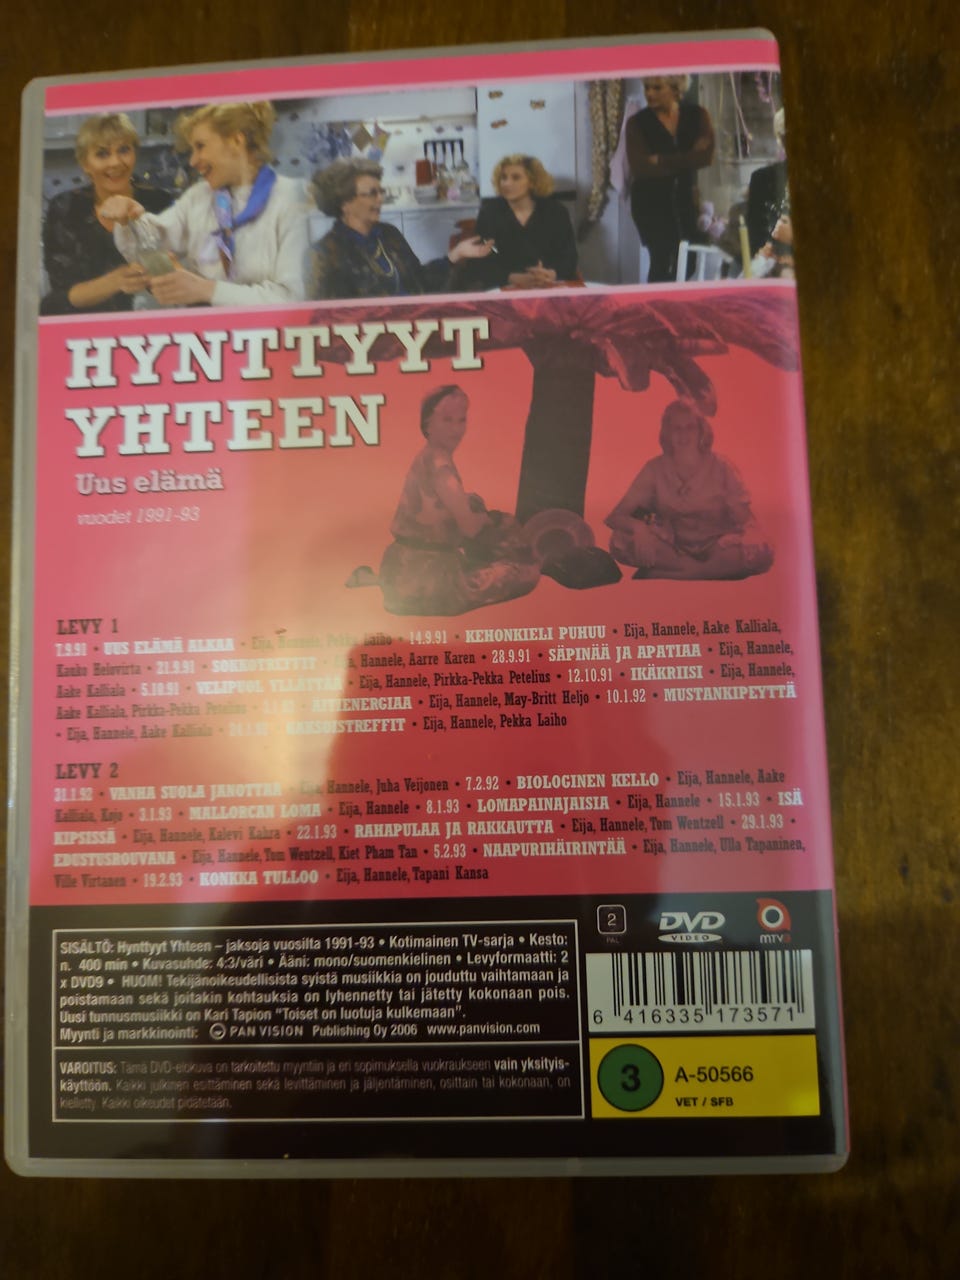 HYNTTYYT
YHTEEN
Uus elämä
vuodet 1991-93
LEVY 1
7.9.91 • UUS ELÄMÄ ALKAA • Eija, Hannele, Pekka Laiho • 14.9.91 • KEHONKIELI PUHUU • Eija, Hannele, Aake Kalliala,
Kauko Helovirta • 21.9.91 • SOKKOTREFFIT • Eija, Hannele, Aarre Karen • 28.9.91 • SÄPINÄÄ JA APATIAA • Eija, Hannele,
Aake Kalliala • 5.10.91 • VELIPUOL YLLÄTTÄÄ • Eija, Hannele, Pirkka-Pekka Petelius • 12.10.91 • IKÄKRIISI • Eija, Hannele,
Aake Kalliala, Pirkka-Pekka Petelius • ÄITIENERGIAA • Eija, Hannele, May-Britt Heljo • 10.1.92 • MUSTANKIPEYTTÄ
• Eija, Hannele, Aake Kalliala • KAKSOISTREFFIT • Eija, Hannele, Pekka Laiho
LEVY 2
31.1.92 • VANHA SUOLA JANOTTAA • Eija, Hannele, Juha Veijonen • 7.2.92 • BIOLOGINEN KELLO • Eija, Hannele, Aake
Kalliala, Kojo • 3.1.93 • MALLORCAN LOMA • Eija, Hannele • 8.1.93 • LOMAPAINAJAISIA • Eija, Hannele • 15.1.93 • ISÄ
KIPSISSÄ • Eija, Hannele, Kalevi Kahra • 22.1.93 • RAHAPULAA JA RAKKAUTTA • Eija, Hannele, Tom Wentzell • 29.1.93 •
EDUSTUSROUVANA • Eija, Hannele, Tom Wentzell, Kiet Pham Tan • 5.2.93 • NAAPURIHÄIRINTÄÄ • Eija, Hannele, Ulla Tapaninen,
Ville Virtanen • 19.2.93 • KONKKA TULLOO • Eija, Hannele, Tapani Kansa
SISÄLTÖ: Hynttyyt Yhteen – jaksoja vuosilta 1991-93 • Kotimainen TV-sarja • Kesto:
n. 400 min • Kuvasuhde: 4:3/väri • Ääni: mono/suomenkielinen • Levyformaatti: 2
x DVD9 • HUOM! Tekijänoikeudellisista syistä musiikkia on jouduttu vaihtamaan ja
poistamaan sekä joitakin kohtauksia on lyhennetty tai jätetty kokonaan pois.
Uusi tunnusmusiikki on Kari Tapion "Toiset on luotuja kulkemaan".
Myynti ja markkinointi: PAN VISION Publishing Oy 2006 www.panvision.com
VAROITUS: Tämä DVD-elokuva on tarkoitettu myyntiin ja eri sopimuksella vuokraukseen vain yksityis-
käyttöön. Kaikki julkinen esittäminen sekä levittäminen ja jäljentäminen, osittain tai kokonaan, on
kielletty. Kaikki oikeudet pidätetään.
2
PAL
DVD
VIDEO
MTV3
6 416335 173571
3
A-50566
VET / SFB